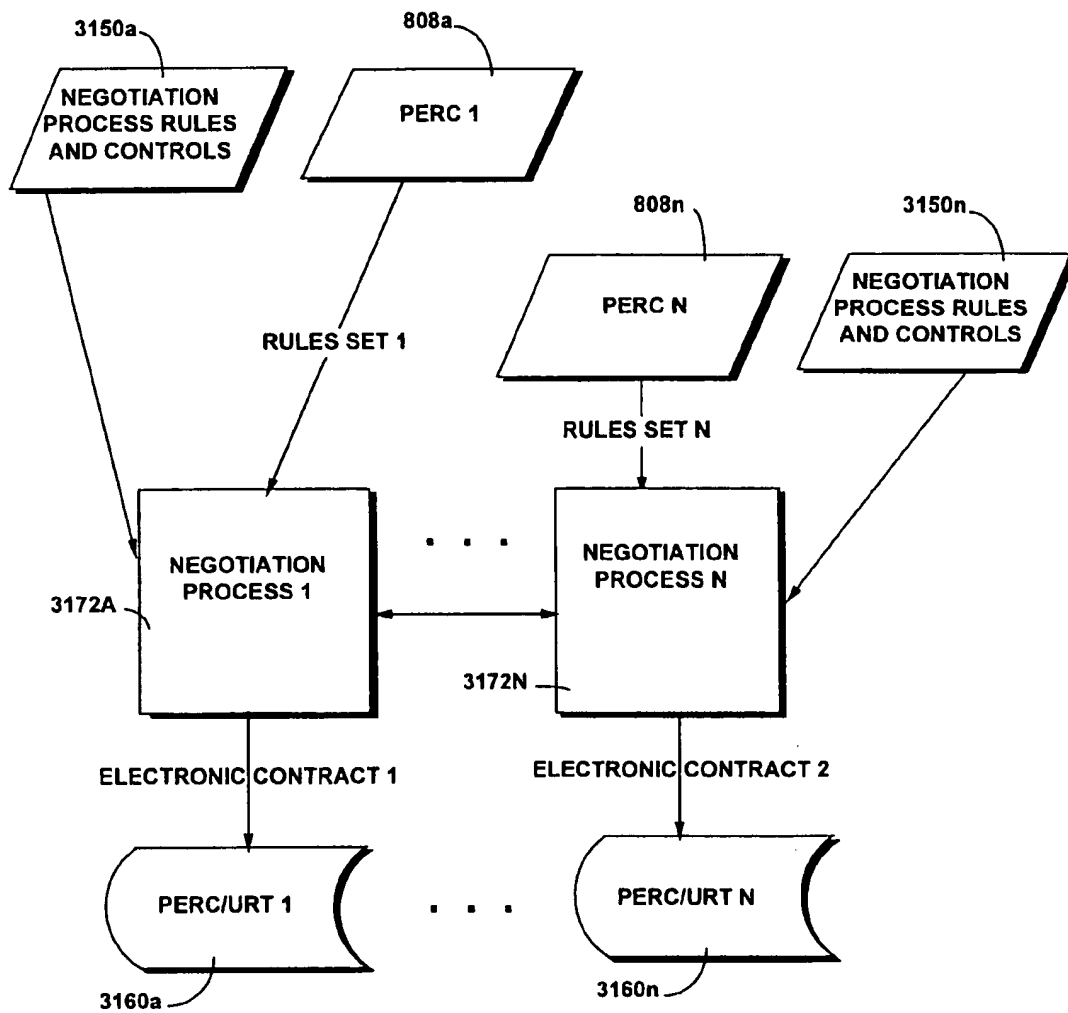 3150a
808a
NEGOTIATION
PROCESS RULES
AND CONTROLS
PERC 1
808n
3150n
PERC N
NEGOTIATION
PROCESS RULES
AND CONTROLS
RULES SET 1
RULES SET N
. . .
NEGOTIATION
PROCESS 1
NEGOTIATION
PROCESS N
3172A
3172N
ELECTRONIC CONTRACT 1
ELECTRONIC CONTRACT 2
PERC/URT 1
. . .
PERC/URT N
3160a
3160n